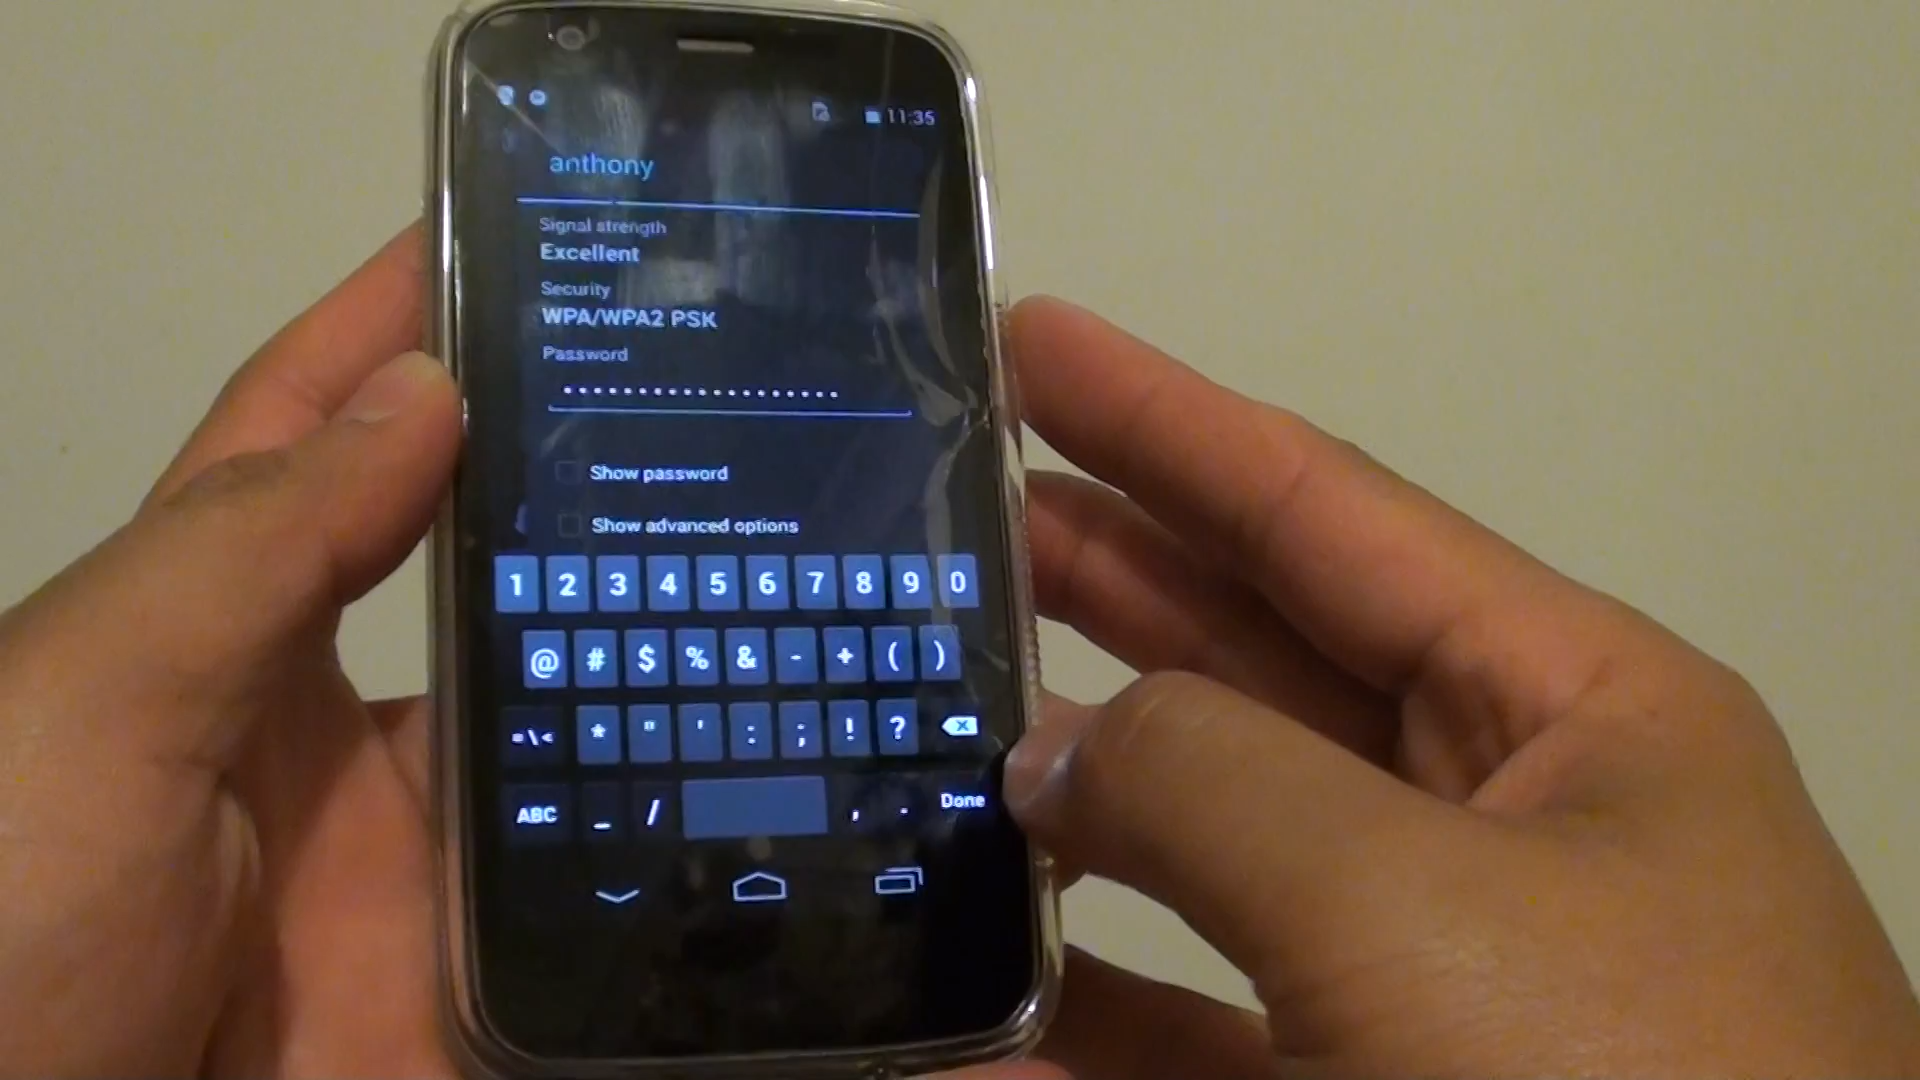 11:35
anthony
Signal strength
Excellent
Security
WPA/WPA2 PSK
Password
•••••••••••••••••••
Show password
Show advanced options
1 2 3 4 5 6 7 8 9 0
@ # $ % & - + ( )
=\< * " ' : ; ! ?
ABC _ / , . Done